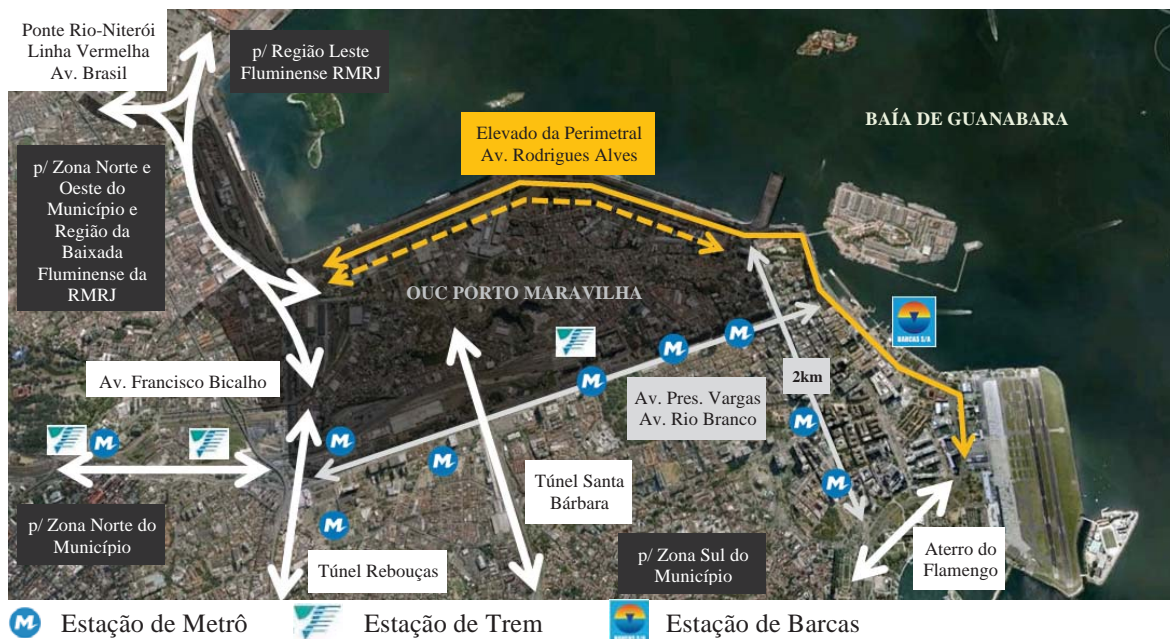 Ponte Rio-Niterói
Linha Vermelha
Av. Brasil
p/ Região Leste
Fluminense RMRJ
BAÍA DE GUANABARA
Elevado da Perimetral
Av. Rodrigues Alves
p/ Zona Norte e
Oeste do
Município e
Região da
Baixada
Fluminense da
RMRJ
OUC PORTO MARAVILHA
BARCAS S/A
Av. Francisco Bicalho
2km
Av. Pres. Vargas
Av. Rio Branco
M
M
M
M
M
M
M
M
M
Túnel Santa
Bárbara
p/ Zona Norte do
Município
Túnel Rebouças
p/ Zona Sul do
Município
Aterro do
Flamengo
M Estação de Metrô
Estação de Trem
BARCAS S/A Estação de Barcas